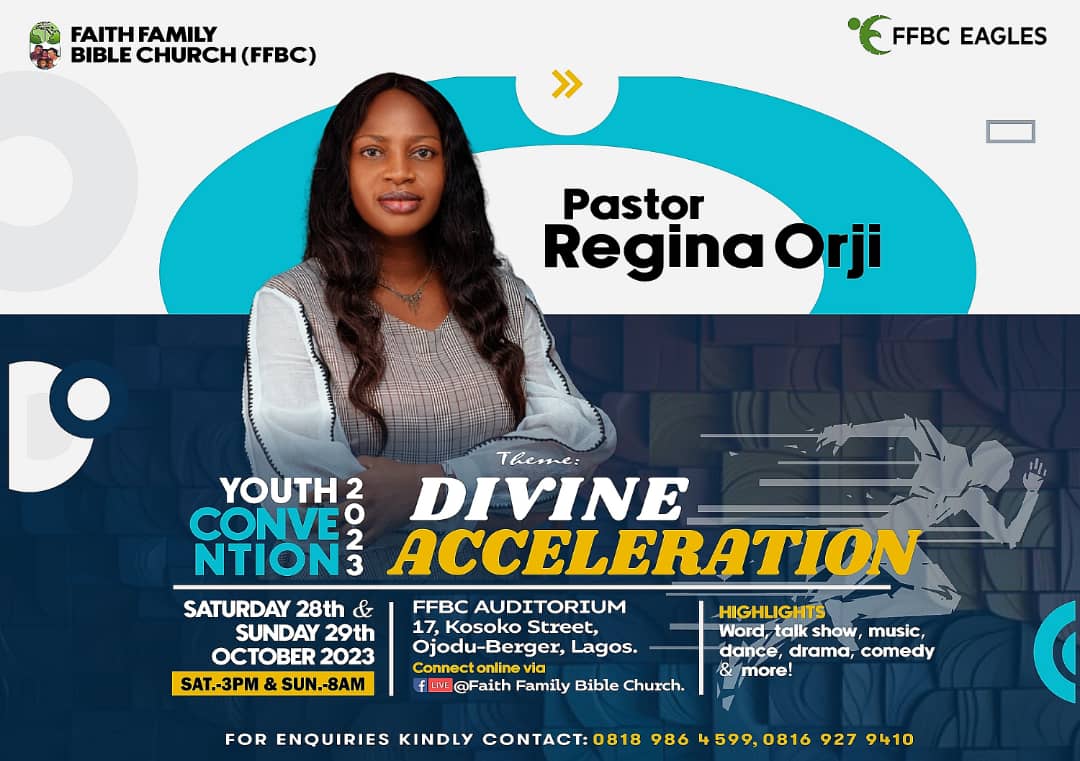 FAITH FAMILY
BIBLE CHURCH (FFBC)
FFBC EAGLES
Pastor
Regina Orji
Theme:
DIVINE
ACCELERATION
YOUTH
CONVE
NTION
2023
SATURDAY 28th &
SUNDAY 29th
OCTOBER 2023
SAT.-3PM & SUN.-8AM
FFBC AUDITORIUM
17, Kosoko Street,
Ojodu-Berger, Lagos.
Connect online via
f LIVE @Faith Family Bible Church.
HIGHLIGHTS
Word, talk show, music,
dance, drama, comedy
& more!
FOR ENQUIRIES KINDLY CONTACT: 0818 986 4599, 0816 927 9410